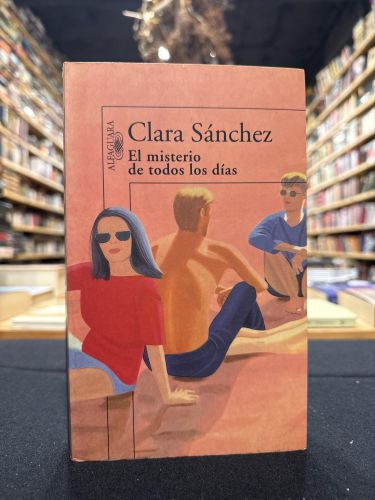 ALFAGUARA
Clara Sánchez
El misterio
de todos los días